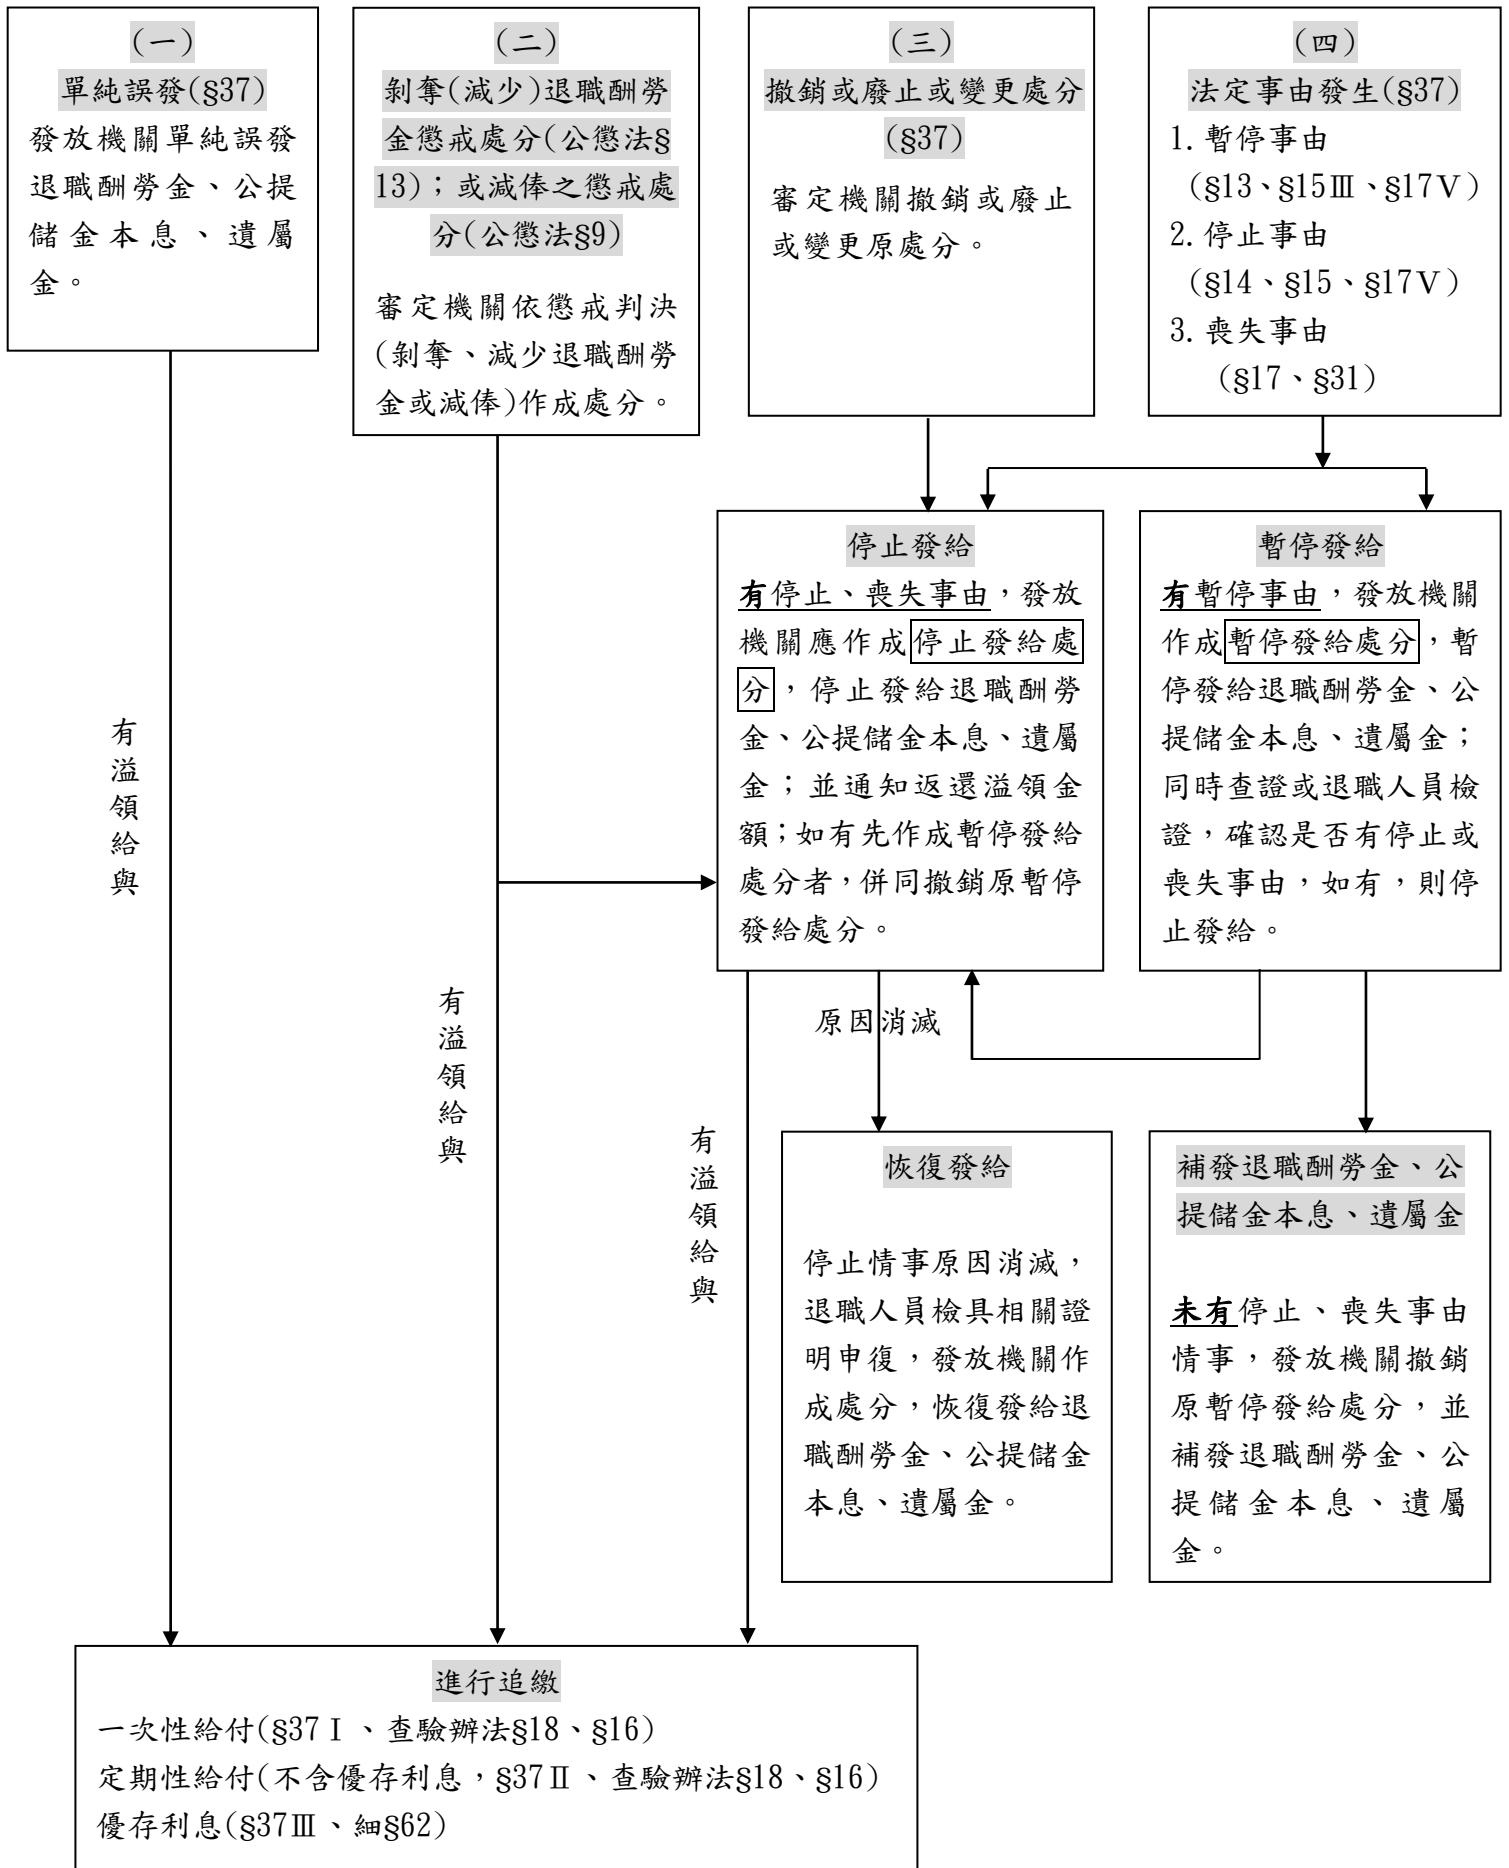 (一)
單純誤發(§37)
發放機關單純誤發
退職酬勞金、公提
儲金本息、遺屬
金。
(二)
剝奪(減少)退職酬勞
金懲戒處分(公懲法§
13)；或減俸之懲戒處
分(公懲法§9)
審定機關依懲戒判決
(剝奪、減少退職酬勞
金或減俸)作成處分。
(三)
撤銷或廢止或變更處分
(§37)
審定機關撤銷或廢止
或變更原處分。
(四)
法定事由發生(§37)
1. 暫停事由
(§13、§15Ⅲ、§17Ⅴ)
2. 停止事由
(§14、§15、§17Ⅴ)
3. 喪失事由
(§17、§31)
停止發給
有停止、喪失事由，發放
機關應作成停止發給處
分，停止發給退職酬勞
金、公提儲金本息、遺屬
金；並通知返還溢領金
額；如有先作成暫停發給
處分者，併同撤銷原暫停
發給處分。
暫停發給
有暫停事由，發放機關
作成暫停發給處分，暫
停發給退職酬勞金、公
提儲金本息、遺屬金；
同時查證或退職人員檢
證，確認是否有停止或
喪失事由，如有，則停
止發給。
有溢領給與
有溢領給與
有溢領給與
原因消滅
恢復發給
停止情事原因消滅，
退職人員檢具相關證
明申復，發放機關作
成處分，恢復發給退
職酬勞金、公提儲金
本息、遺屬金。
補發退職酬勞金、公
提儲金本息、遺屬金
未有停止、喪失事由
情事，發放機關撤銷
原暫停發給處分，並
補發退職酬勞金、公
提儲金本息、遺屬
金。
進行追繳
一次性給付(§37Ⅰ、查驗辦法§18、§16)
定期性給付(不含優存利息，§37Ⅱ、查驗辦法§18、§16)
優存利息(§37Ⅲ、細§62)